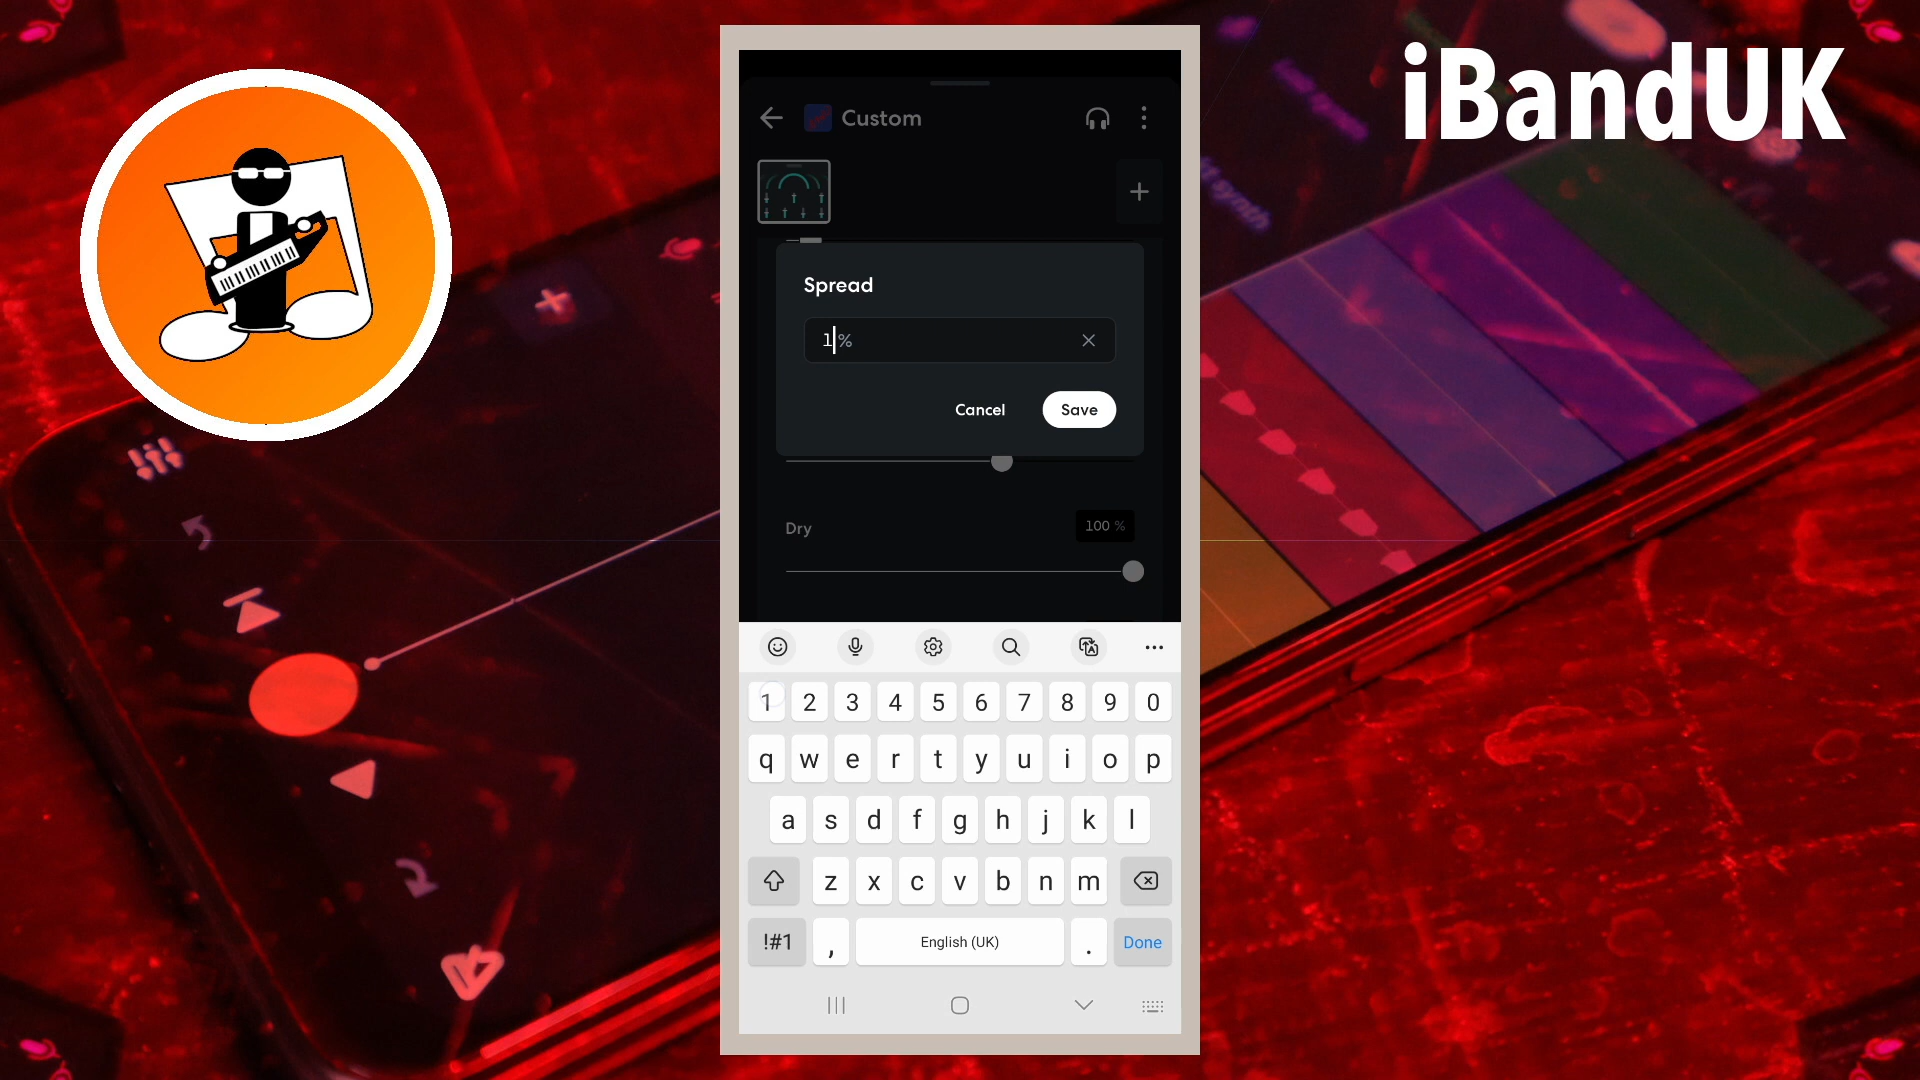 iBandUK
Custom
Spread
1%
Cancel
Save
Dry
100 %
1 2 3 4 5 6 7 8 9 0
q w e r t y u i o p
a s d f g h j k l
z x c v b n m
!#1 , English (UK) . Done